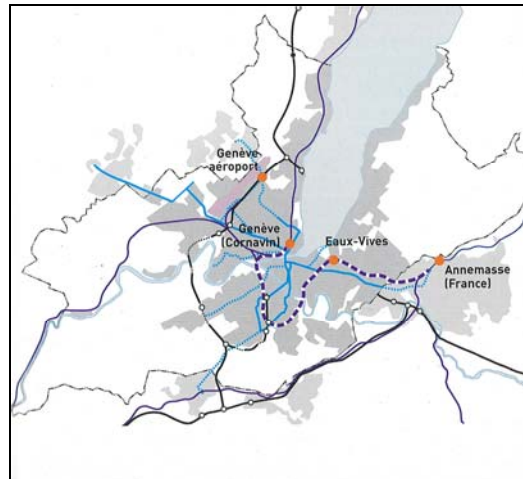 Genève
aéroport
Genève
(Cornavin)
Eaux-Vives
Annemasse
(France)